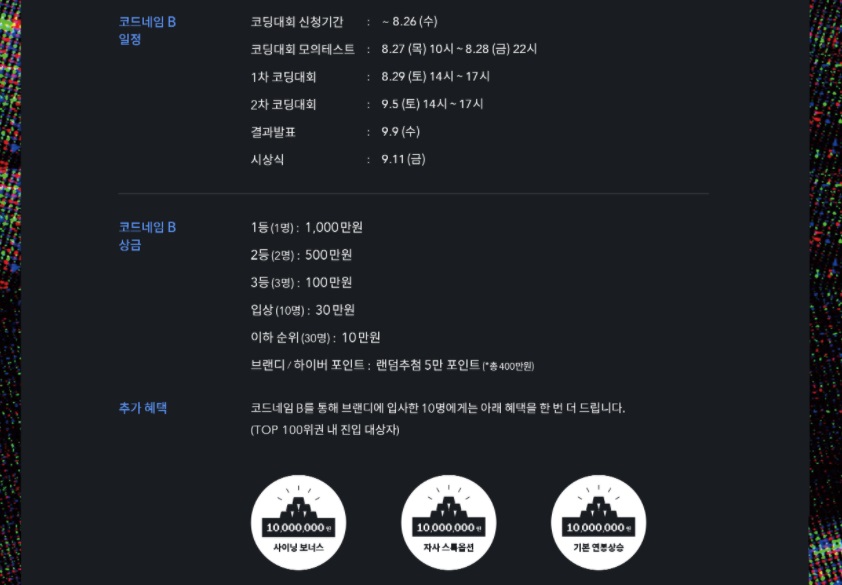 코드네임 B
일정
코딩대회 신청기간 : ~ 8.26 (수)
코딩대회 모의테스트 : 8.27 (목) 10시 ~ 8.28 (금) 22시
1차 코딩대회 : 8.29 (토) 14시 ~ 17시
2차 코딩대회 : 9.5 (토) 14시 ~ 17시
결과발표 : 9.9 (수)
시상식 : 9.11 (금)
코드네임 B
상금
1등 (1명) : 1,000만원
2등 (2명) : 500만원
3등 (3명) : 100만원
입상 (10명) : 30만원
이하 순위 (30명) : 10만원
브랜디 / 하이버 포인트 : 랜덤추첨 5만 포인트 (*총 400만원)
추가 혜택
코드네임 B를 통해 브랜디에 입사한 10명에게는 아래 혜택을 한 번 더 드립니다.
(TOP 100위권 내 진입 대상자)
10,000,000원
사이닝 보너스
10,000,000원
자사 스톡옵션
10,000,000원
기본 연봉상승